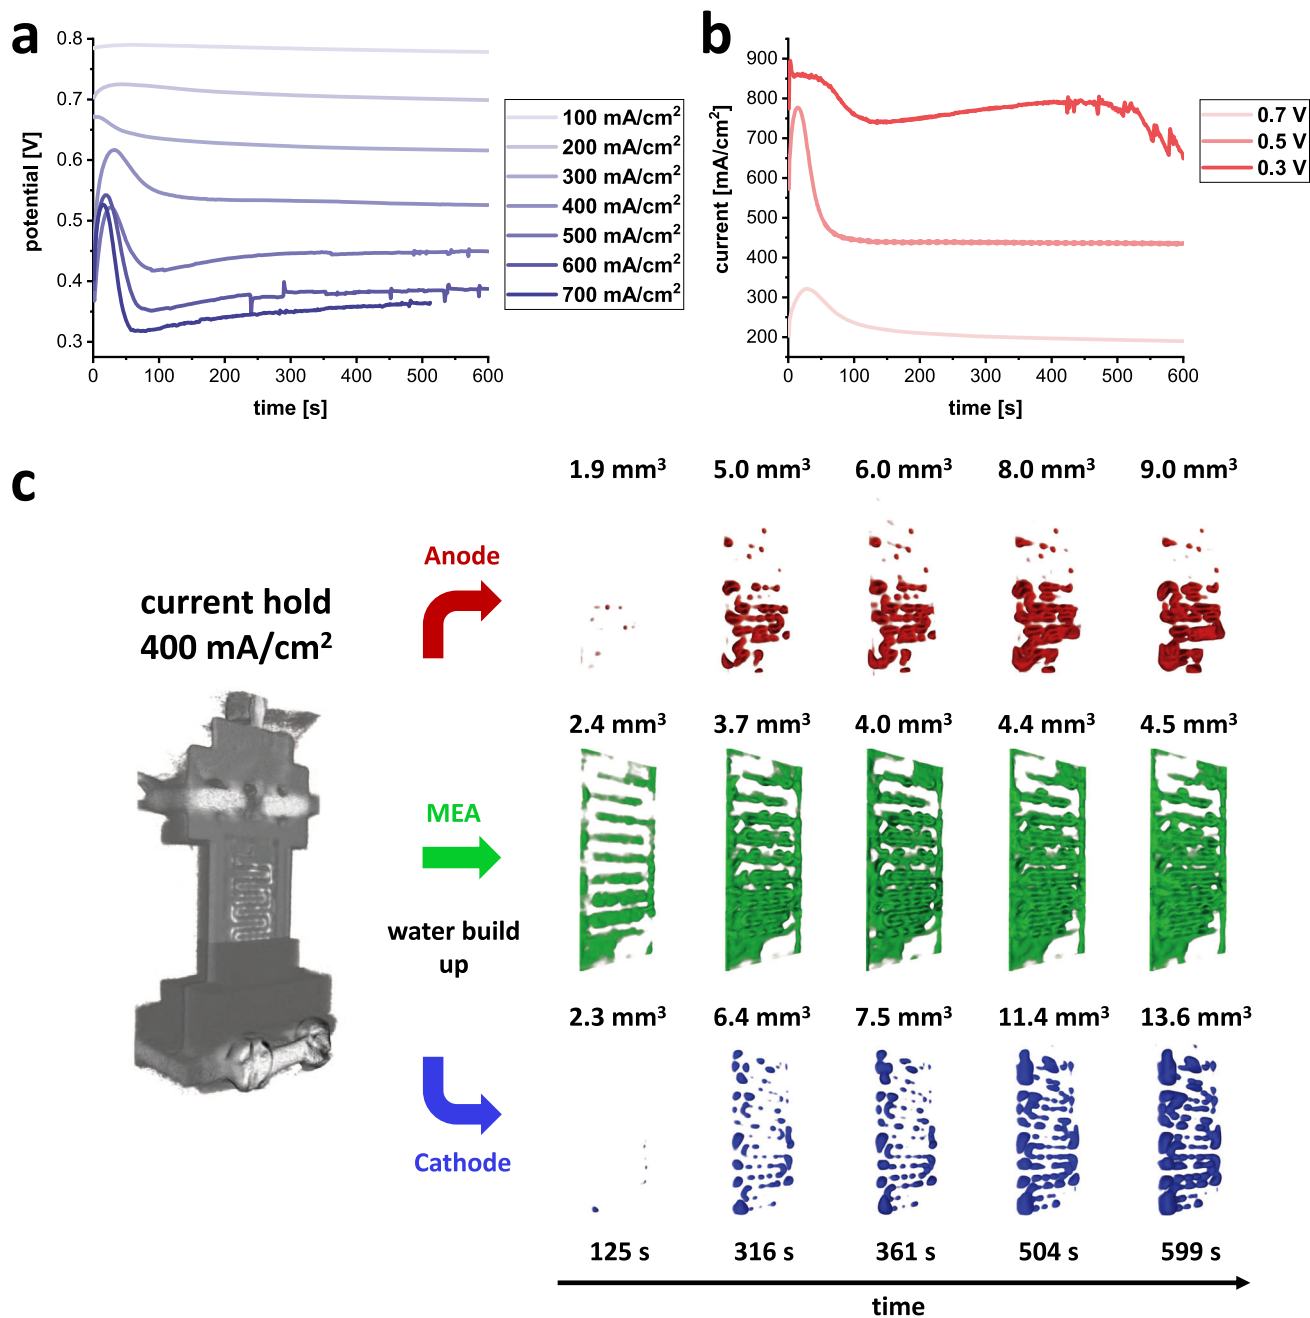 a
0.8
0.7
0.6
0.5
0.4
0.3
potential [V]
0 100 200 300 400 500 600
time [s]
100 mA/cm²
200 mA/cm²
300 mA/cm²
400 mA/cm²
500 mA/cm²
600 mA/cm²
700 mA/cm²
b
900
800
700
600
500
400
300
200
current [mA/cm²]
0 100 200 300 400 500 600
time [s]
0.7 V
0.5 V
0.3 V
c
current hold
400 mA/cm²
Anode
1.9 mm³ 5.0 mm³ 6.0 mm³ 8.0 mm³ 9.0 mm³
MEA
2.4 mm³ 3.7 mm³ 4.0 mm³ 4.4 mm³ 4.5 mm³
water build
up
2.3 mm³ 6.4 mm³ 7.5 mm³ 11.4 mm³ 13.6 mm³
Cathode
125 s 316 s 361 s 504 s 599 s
time